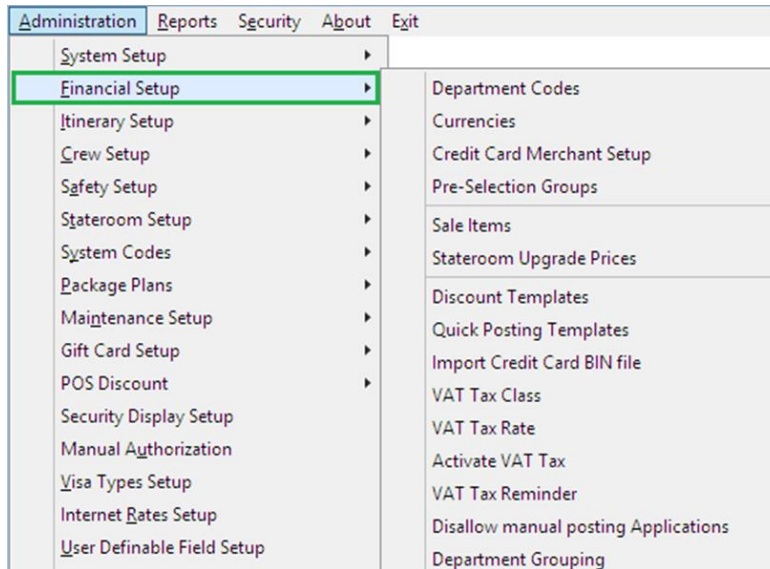 Administration Reports Security About Exit
System Setup
Financial Setup
Itinerary Setup
Crew Setup
Safety Setup
Stateroom Setup
System Codes
Package Plans
Maintenance Setup
Gift Card Setup
POS Discount
Security Display Setup
Manual Authorization
Visa Types Setup
Internet Rates Setup
User Definable Field Setup
Department Codes
Currencies
Credit Card Merchant Setup
Pre-Selection Groups
Sale Items
Stateroom Upgrade Prices
Discount Templates
Quick Posting Templates
Import Credit Card BIN file
VAT Tax Class
VAT Tax Rate
Activate VAT Tax
VAT Tax Reminder
Disallow manual posting Applications
Department Grouping